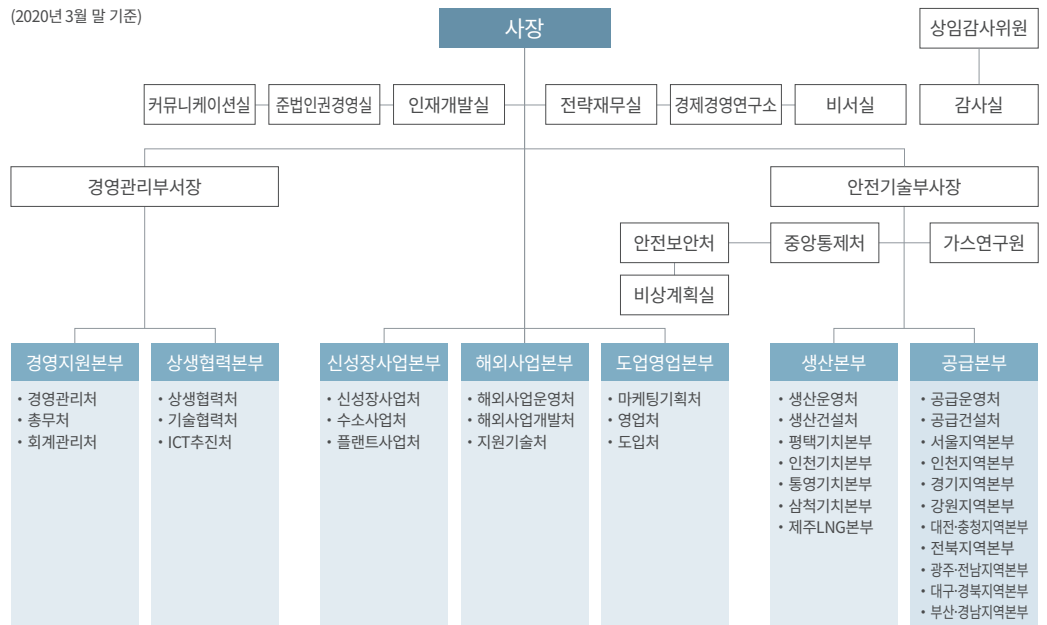 (2020년 3월 말 기준)
사장
상임감사위원
커뮤니케이션실
준법인권경영실
인재개발실
전략재무실
경제경영연구소
비서실
감사실
경영관리부서장
안전기술부사장
안전보안처
중앙통제처
가스연구원
비상계획실
경영지원본부
• 경영관리처
• 총무처
• 회계관리처
상생협력본부
• 상생협력처
• 기술협력처
• ICT추진처
신성장사업본부
• 신성장사업처
• 수소사업처
• 플랜트사업처
해외사업본부
• 해외사업운영처
• 해외사업개발처
• 지원기술처
도업영업본부
• 마케팅기획처
• 영업처
• 도입처
생산본부
• 생산운영처
• 생산건설처
• 평택기치본부
• 인천기치본부
• 통영기치본부
• 삼척기치본부
• 제주LNG본부
공급본부
• 공급운영처
• 공급건설처
• 서울지역본부
• 인천지역본부
• 경기지역본부
• 강원지역본부
• 대전·충청지역본부
• 전북지역본부
• 광주·전남지역본부
• 대구·경북지역본부
• 부산·경남지역본부